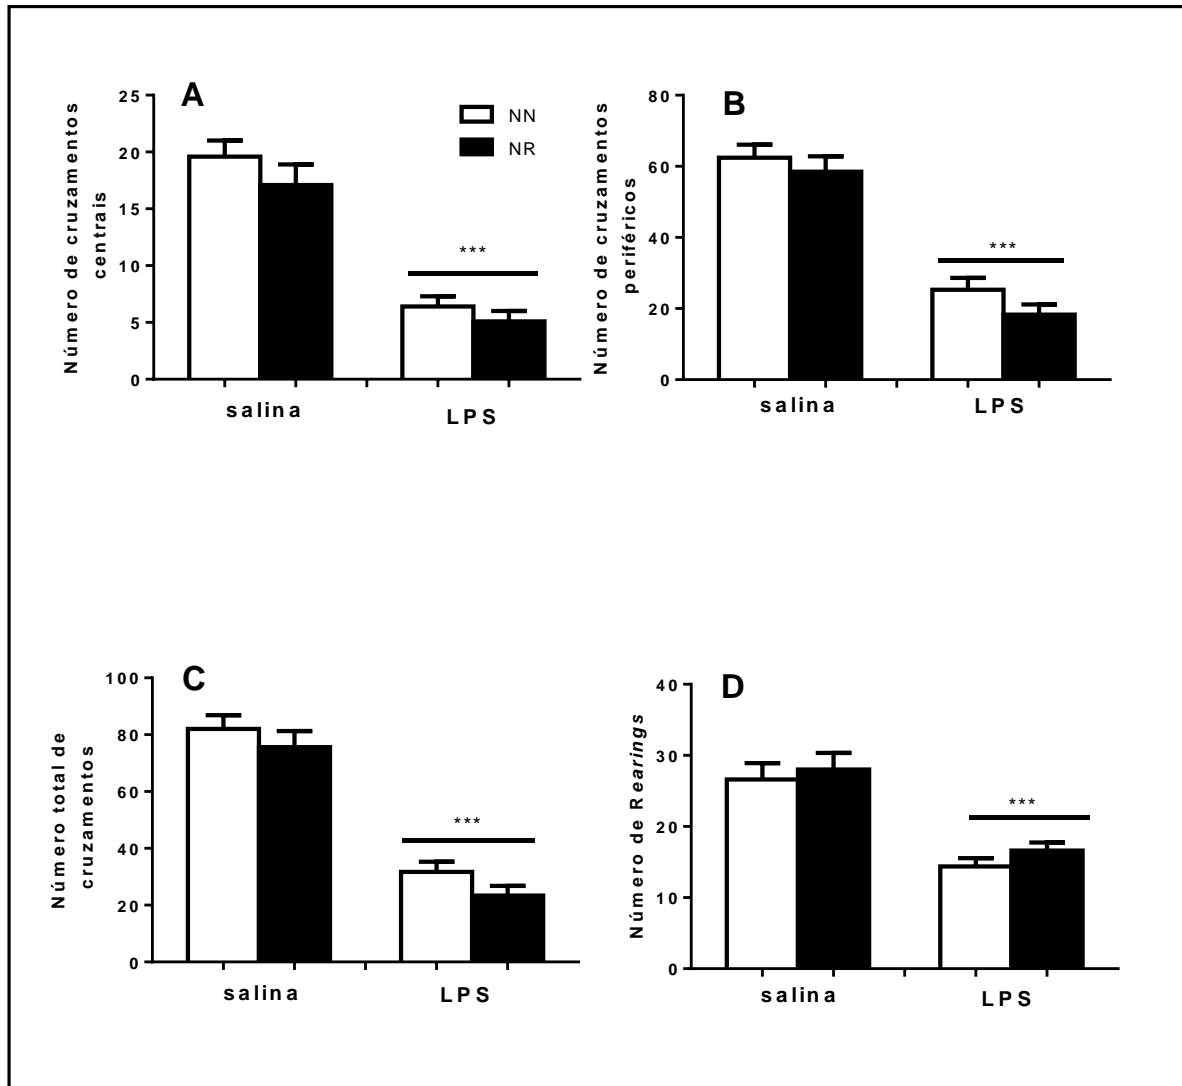 A
Número de cruzamentos
centrais
25
20
15
10
5
0
NN
NR
***
salina
LPS
B
Número de cruzamentos
periféricos
80
60
40
20
0
***
salina
LPS
C
Número total de
cruzamentos
100
80
60
40
20
0
***
salina
LPS
D
Número de Rearings
40
30
20
10
0
***
salina
LPS